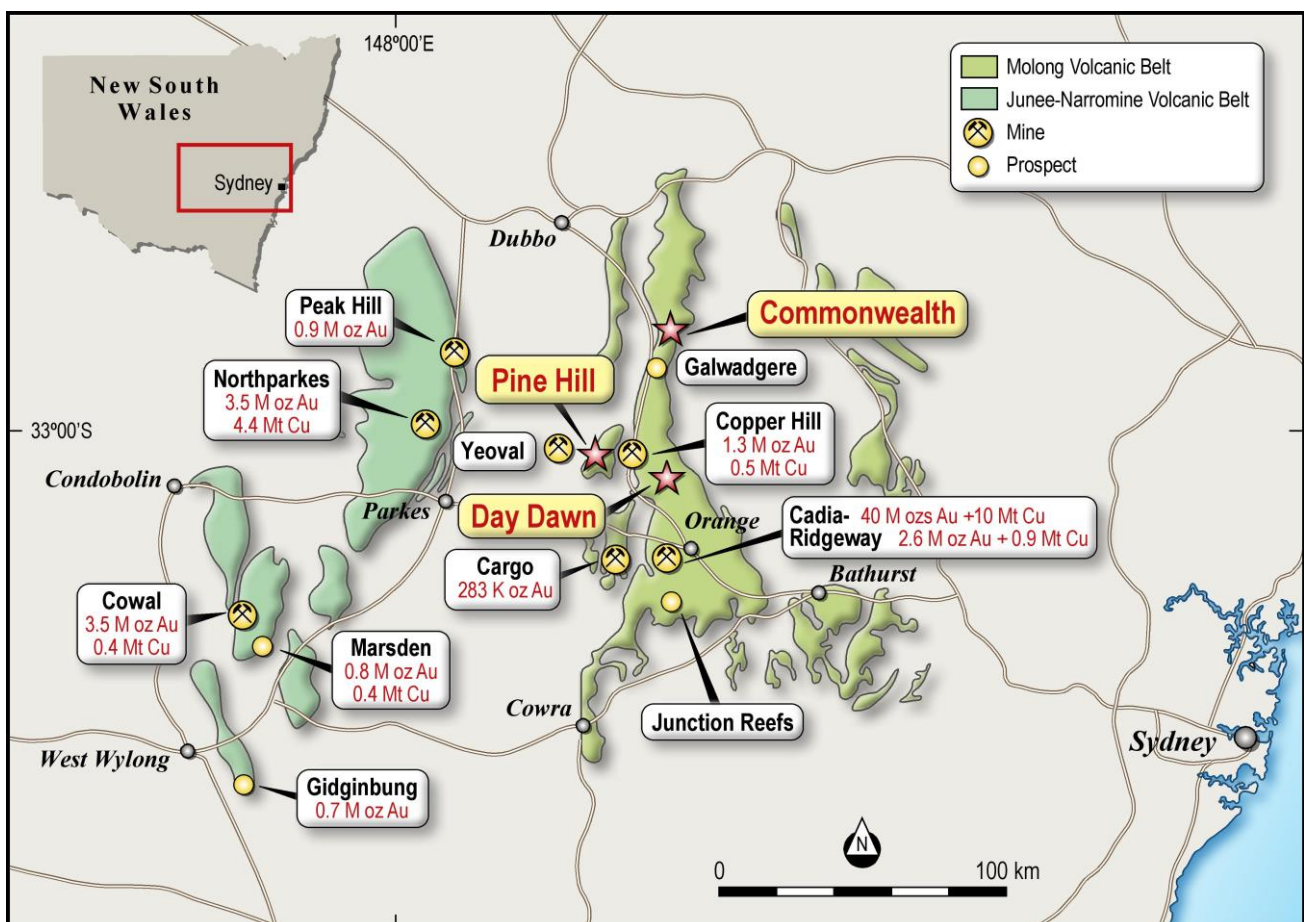 148º00'E
New South
Wales
Sydney
Molong Volcanic Belt
Junee-Narromine Volcanic Belt
Mine
Prospect
Dubbo
Peak Hill
0.9 M oz Au
Commonwealth
Northparkes
3.5 M oz Au
4.4 Mt Cu
Pine Hill
Galwadgere
33º00'S
Yeoval
Copper Hill
1.3 M oz Au
0.5 Mt Cu
Condobolin
Parkes
Day Dawn
Orange
Cadia- 40 M ozs Au +10 Mt Cu
Ridgeway 2.6 M oz Au + 0.9 Mt Cu
Cargo
283 K oz Au
Bathurst
Cowal
3.5 M oz Au
0.4 Mt Cu
Marsden
0.8 M oz Au
0.4 Mt Cu
Cowra
Junction Reefs
Sydney
West Wylong
Gidginbung
0.7 M oz Au
N
0 100 km